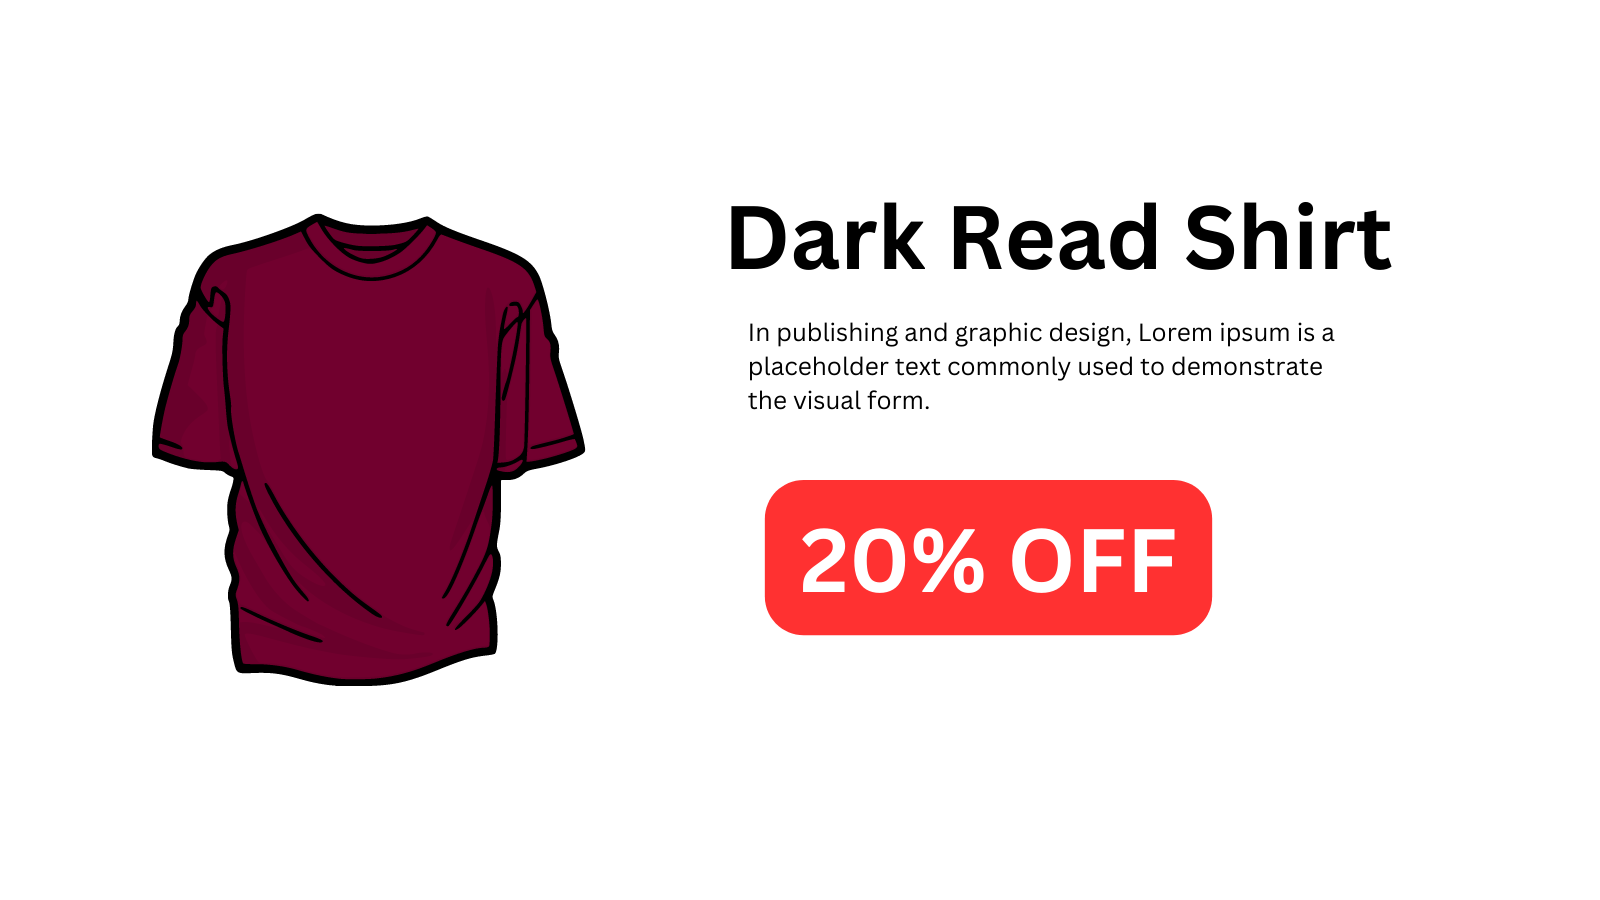 Dark Read Shirt
In publishing and graphic design, Lorem ipsum is a
placeholder text commonly used to demonstrate
the visual form.
20% OFF